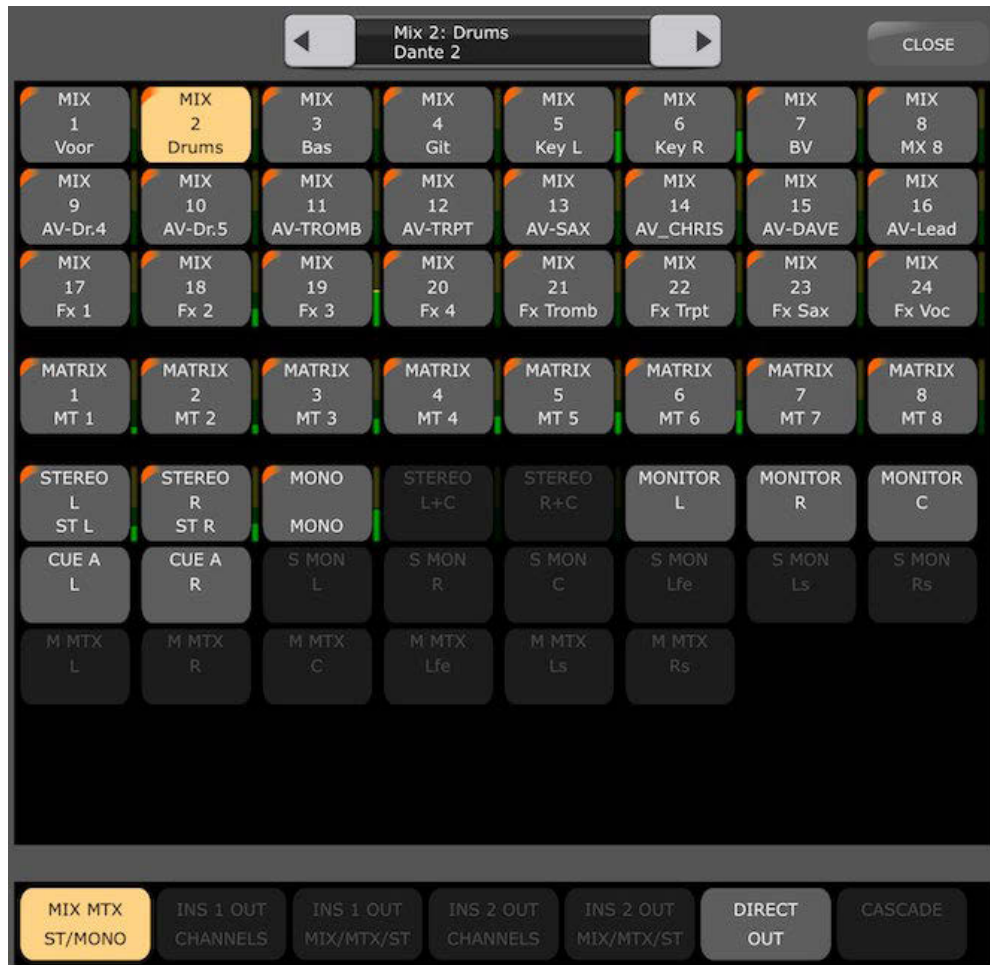 Mix 2: Drums
Dante 2
CLOSE
MIX MIX MIX MIX MIX MIX MIX MIX
1 2 3 4 5 6 7 8
Voor Drums Bas Git Key L Key R BV MX 8
MIX MIX MIX MIX MIX MIX MIX MIX
9 10 11 12 13 14 15 16
AV-Dr.4 AV-Dr.5 AV-TROMB AV-TRPT AV-SAX AV_CHRIS AV-DAVE AV-Lead
MIX MIX MIX MIX MIX MIX MIX MIX
17 18 19 20 21 22 23 24
Fx 1 Fx 2 Fx 3 Fx 4 Fx Tromb Fx Trpt Fx Sax Fx Voc
MATRIX MATRIX MATRIX MATRIX MATRIX MATRIX MATRIX MATRIX
1 2 3 4 5 6 7 8
MT 1 MT 2 MT 3 MT 4 MT 5 MT 6 MT 7 MT 8
STEREO STEREO MONO STEREO STEREO MONITOR MONITOR MONITOR
L R L+C R+C L R C
ST L ST R MONO
CUE A CUE A S MON S MON S MON S MON S MON S MON
L R L R C Lfe Ls Rs
M MTX M MTX M MTX M MTX M MTX M MTX
L R C Lfe Ls Rs
MIX MTX INS 1 OUT INS 1 OUT INS 2 OUT INS 2 OUT DIRECT CASCADE
ST/MONO CHANNELS MIX/MTX/ST CHANNELS MIX/MTX/ST OUT